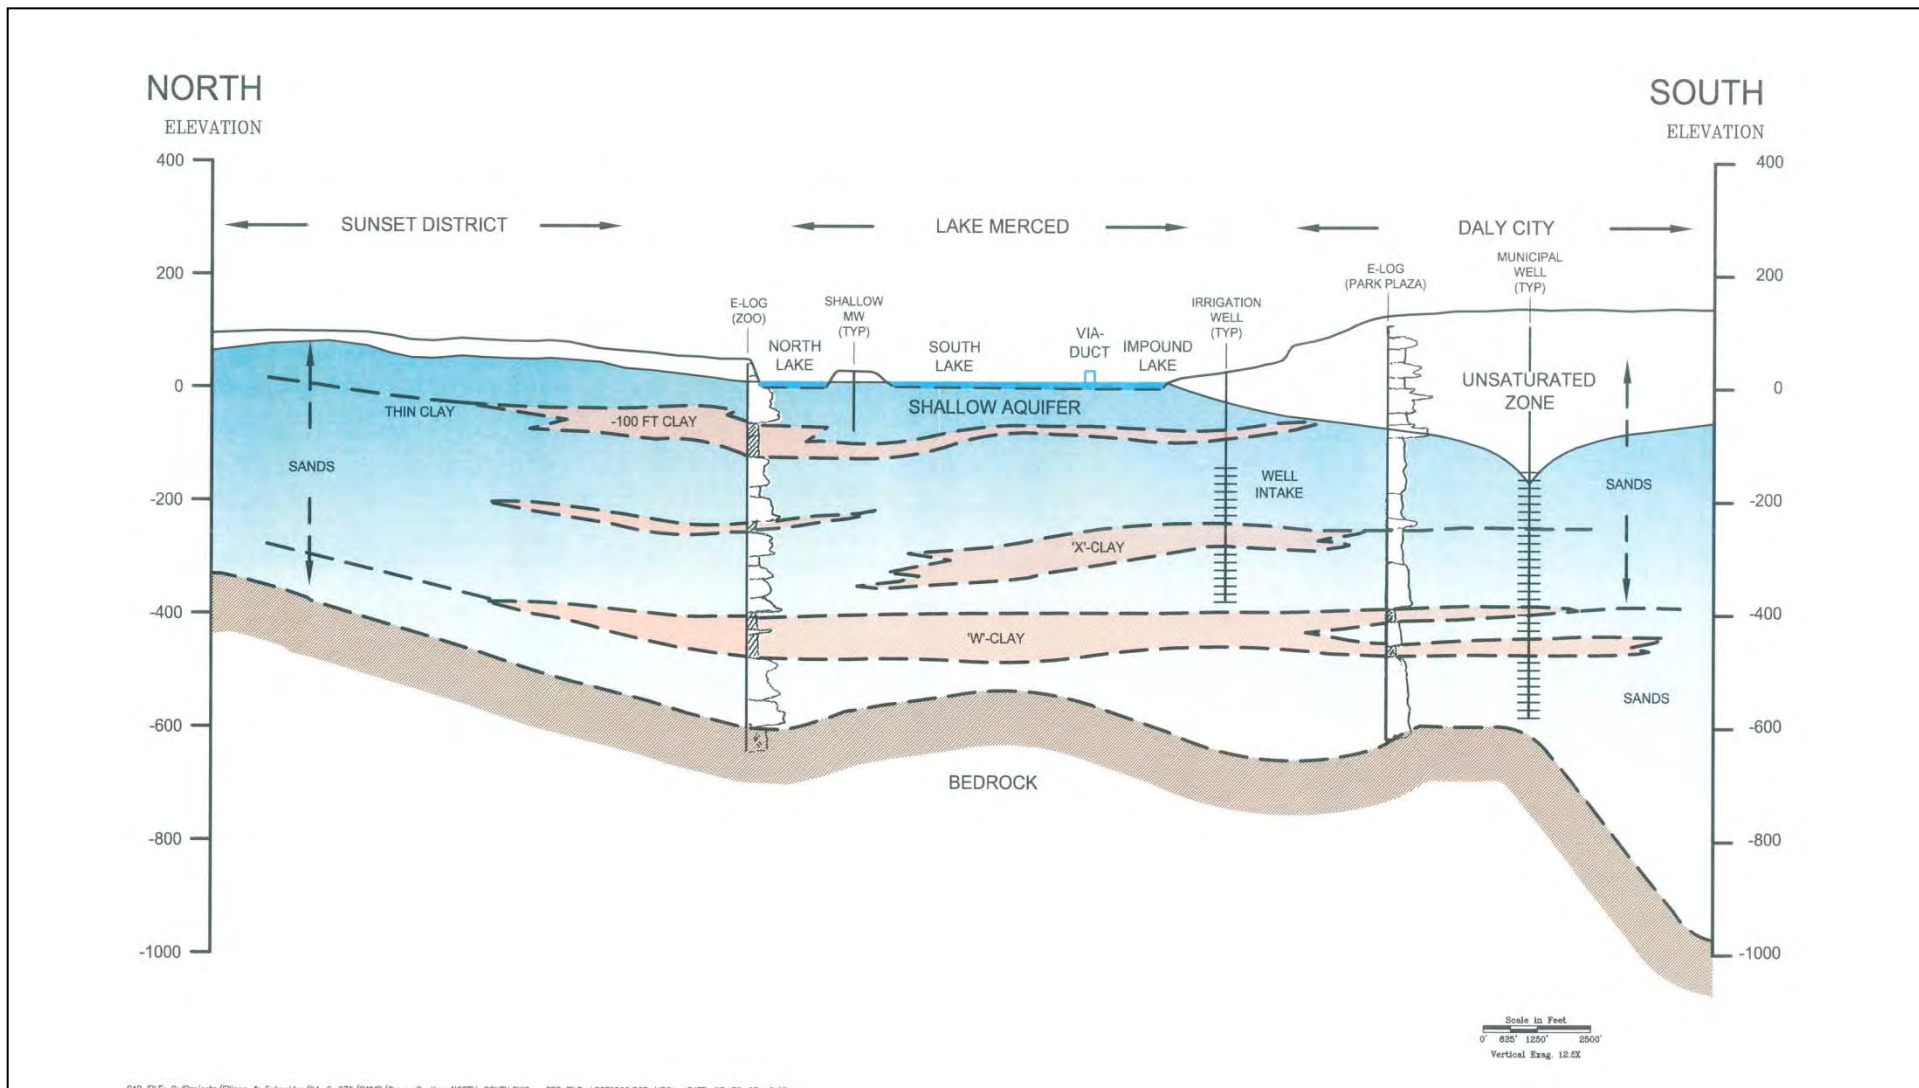 NORTH
ELEVATION
SOUTH
ELEVATION
400
200
0
-200
-400
-600
-800
-1000
400
200
0
-200
-400
-600
-800
-1000
SUNSET DISTRICT
LAKE MERCED
DALY CITY
E-LOG
(ZOO)
SHALLOW
MW
(TYP)
NORTH
LAKE
SOUTH
LAKE
VIA-
DUCT
IMPOUND
LAKE
IRRIGATION
WELL
(TYP)
E-LOG
(PARK PLAZA)
MUNICIPAL
WELL
(TYP)
UNSATURATED
ZONE
THIN CLAY
-100 FT CLAY
SHALLOW AQUIFER
SANDS
WELL
INTAKE
SANDS
'X'-CLAY
'W'-CLAY
SANDS
BEDROCK
Scale in Feet
0' 625' 1250' 2500'
Vertical Exag. 12.5X